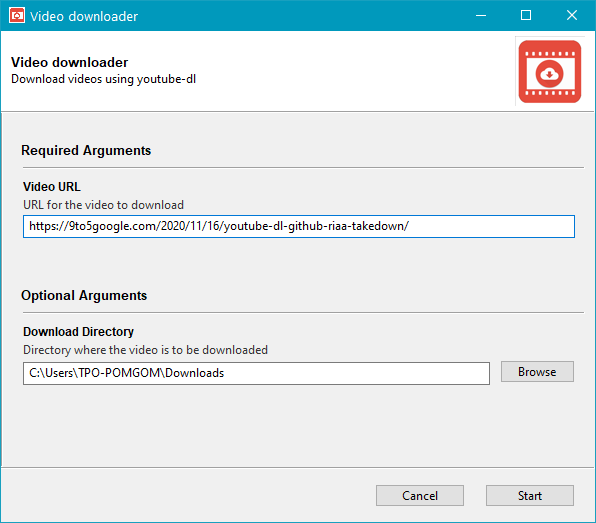 Video downloader
Video downloader
Download videos using youtube-dl
Required Arguments
Video URL
URL for the video to download
https://9to5google.com/2020/11/16/youtube-dl-github-riaa-takedown/
Optional Arguments
Download Directory
Directory where the video is to be downloaded
C:\Users\TPO-POMGOM\Downloads
Browse
Cancel
Start